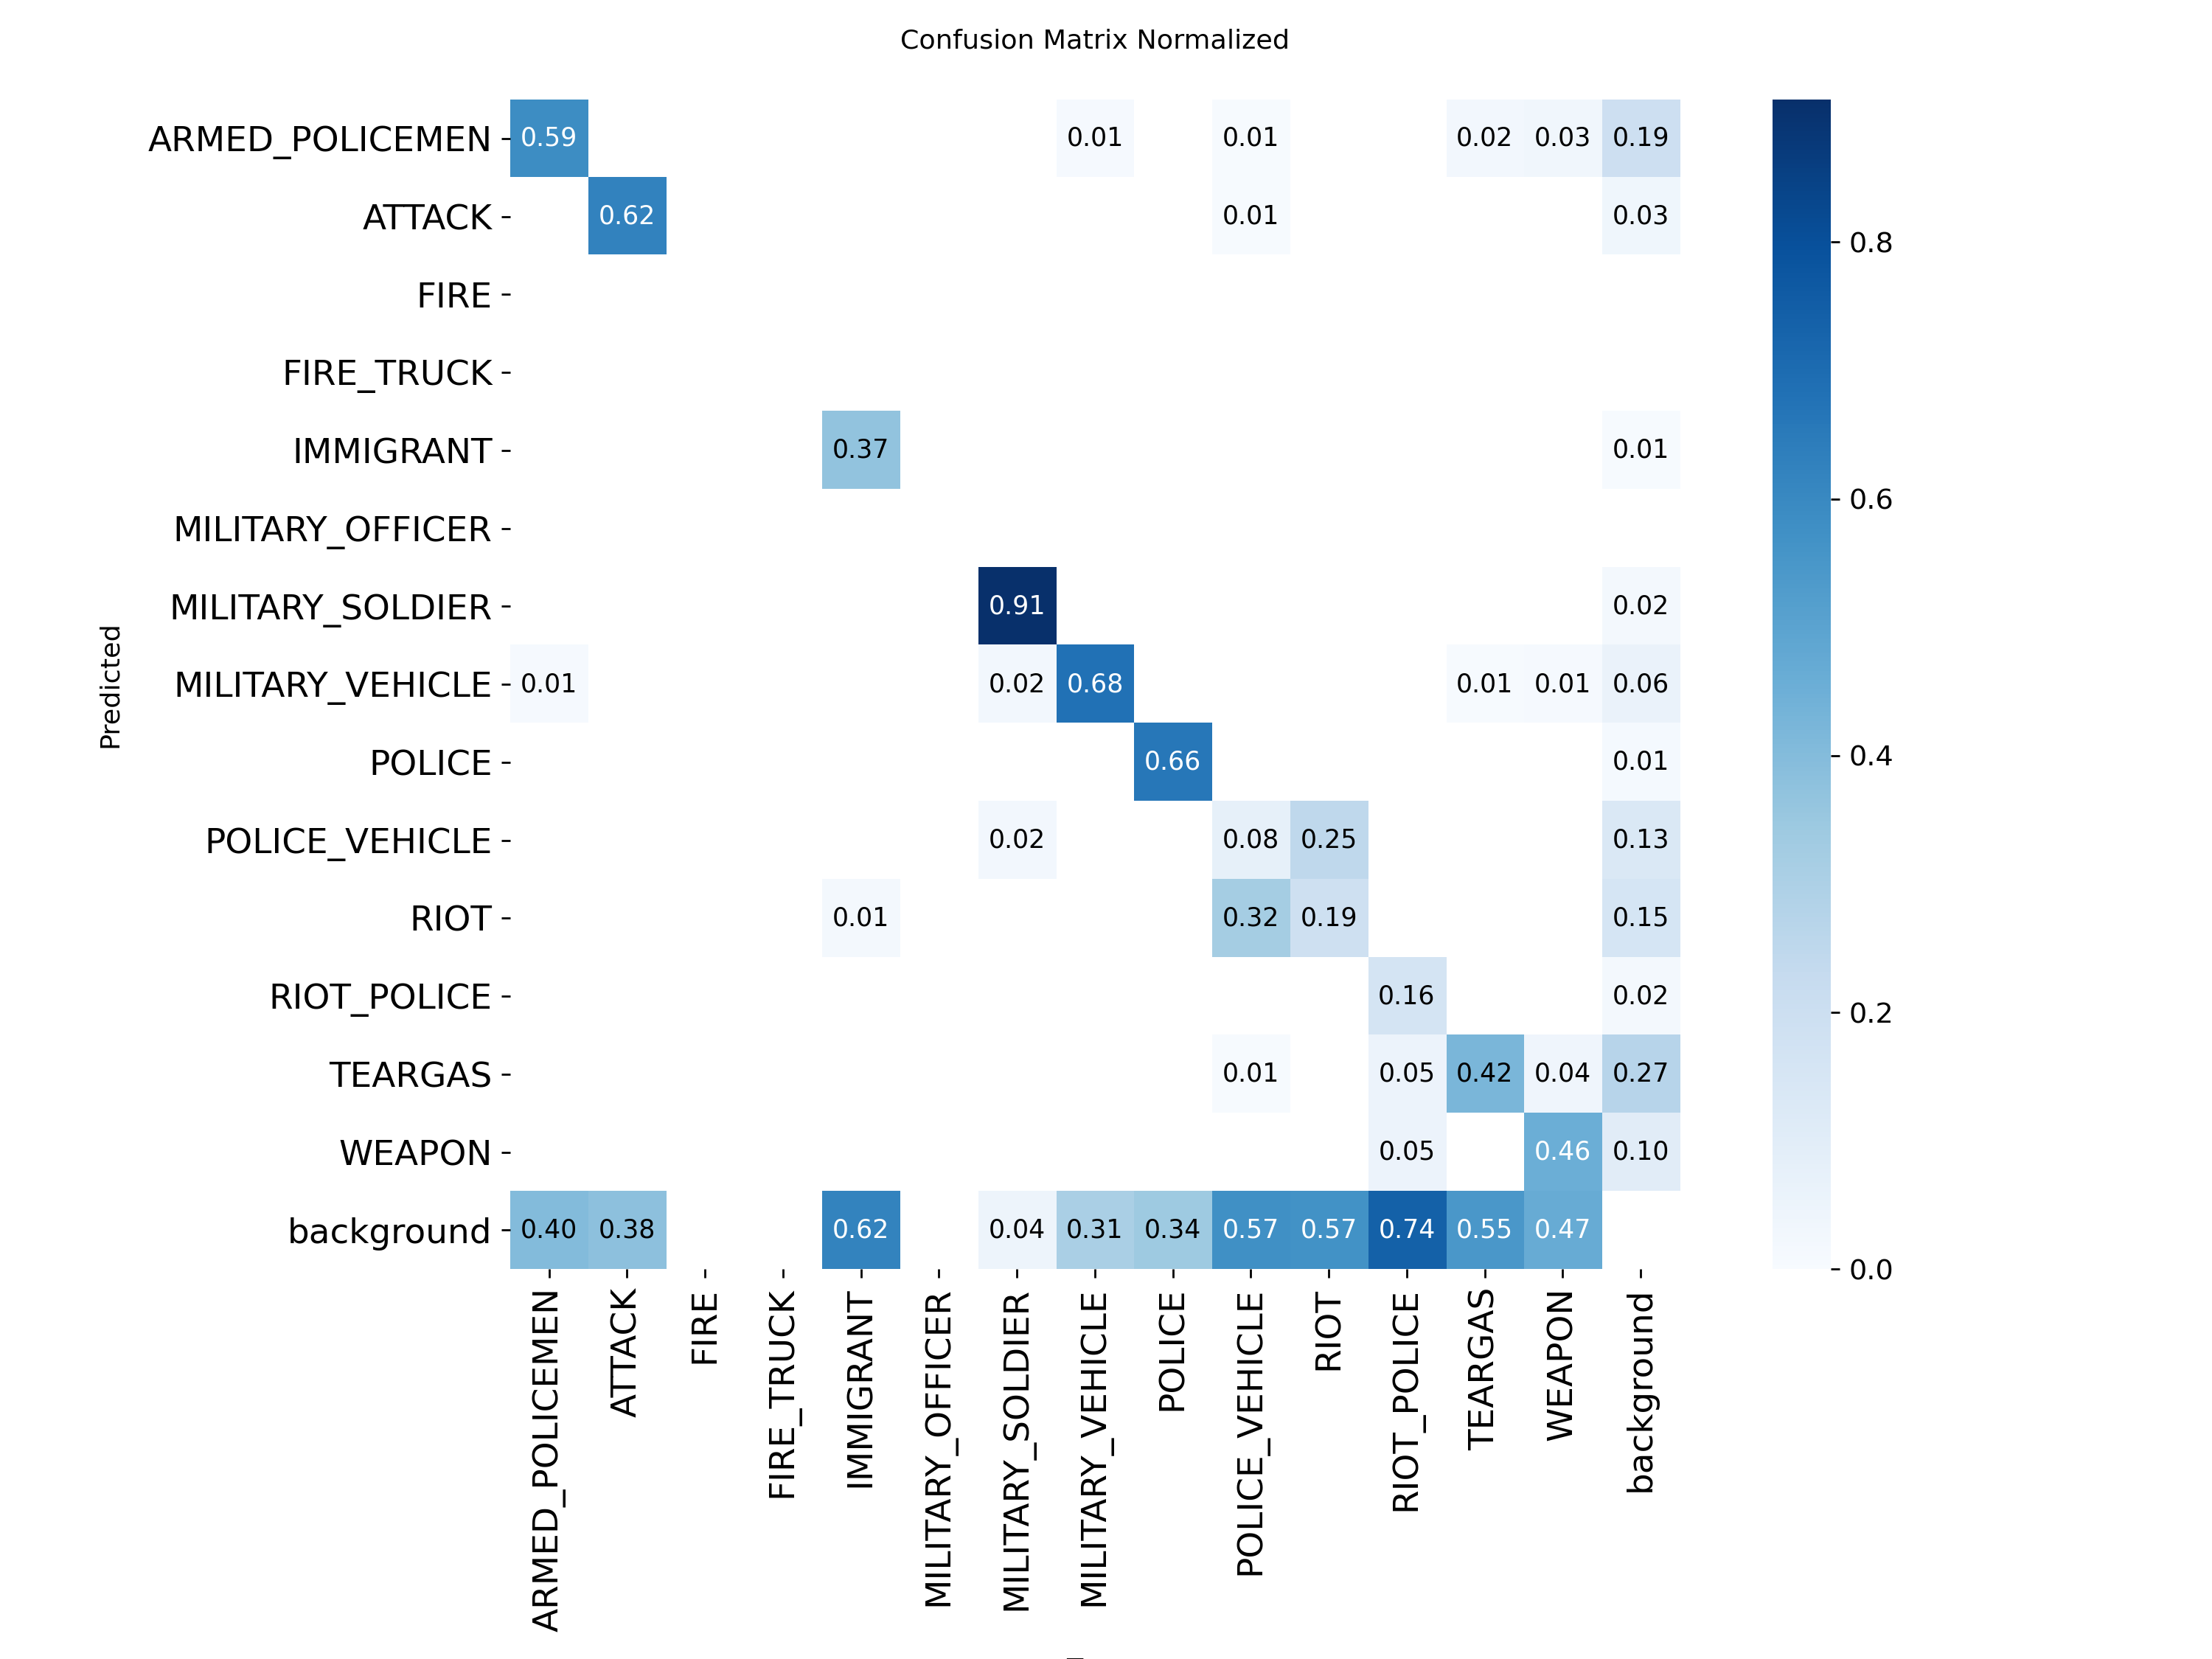 Confusion Matrix Normalized
ARMED_POLICEMEN 0.59 0.01 0.01 0.02 0.03 0.19
ATTACK 0.62 0.01 0.03
0.8
FIRE
FIRE_TRUCK
IMMIGRANT 0.37 0.01
0.6
MILITARY_OFFICER
MILITARY_SOLDIER 0.91 0.02
Predicted
MILITARY_VEHICLE 0.01 0.02 0.68 0.01 0.01 0.06
POLICE 0.66 0.01
0.4
POLICE_VEHICLE 0.02 0.08 0.25 0.13
RIOT 0.01 0.32 0.19 0.15
RIOT_POLICE 0.16 0.02
0.2
TEARGAS 0.01 0.05 0.42 0.04 0.27
WEAPON 0.05 0.46 0.10
background 0.40 0.38 0.62 0.04 0.31 0.34 0.57 0.57 0.74 0.55 0.47
0.0
ARMED_POLICEMEN
ATTACK
FIRE
FIRE_TRUCK
IMMIGRANT
MILITARY_OFFICER
MILITARY_SOLDIER
MILITARY_VEHICLE
POLICE
POLICE_VEHICLE
RIOT
RIOT_POLICE
TEARGAS
WEAPON
background